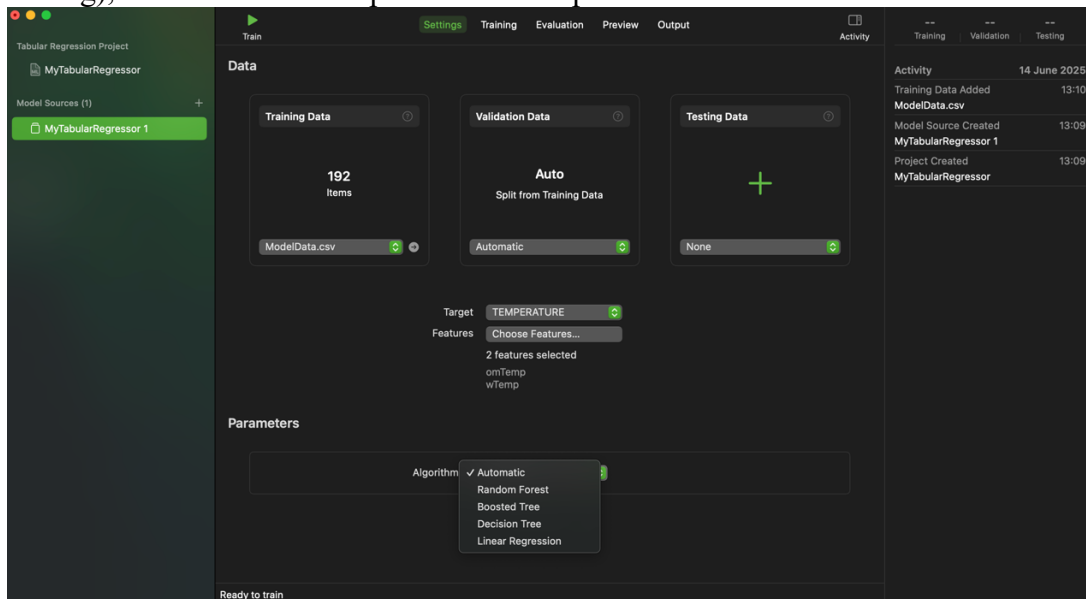 Settings Training Evaluation Preview Output
Train
Activity
-- -- --
Training Validation Testing
Tabular Regression Project
MyTabularRegressor
Model Sources (1) +
MyTabularRegressor 1
Data
Training Data ?
192
Items
ModelData.csv
Validation Data ?
Auto
Split from Training Data
Automatic
Testing Data ?
None
Target TEMPERATURE
Features Choose Features...
2 features selected
omTemp
wTemp
Parameters
Algorithm ✓ Automatic
Random Forest
Boosted Tree
Decision Tree
Linear Regression
Ready to train
Activity 14 June 2025
Training Data Added 13:10
ModelData.csv
Model Source Created 13:09
MyTabularRegressor 1
Project Created 13:09
MyTabularRegressor